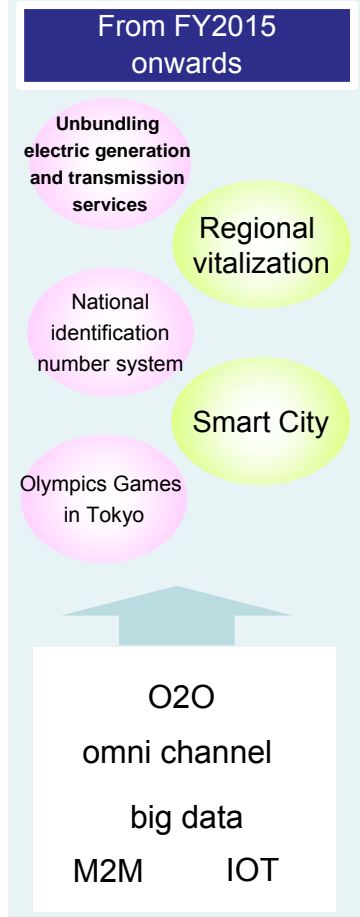 From FY2015
onwards
Unbundling
electric generation
and transmission
services
Regional
vitalization
National
identification
number system
Smart City
Olympics Games
in Tokyo
O2O
omni channel
big data
M2M IOT